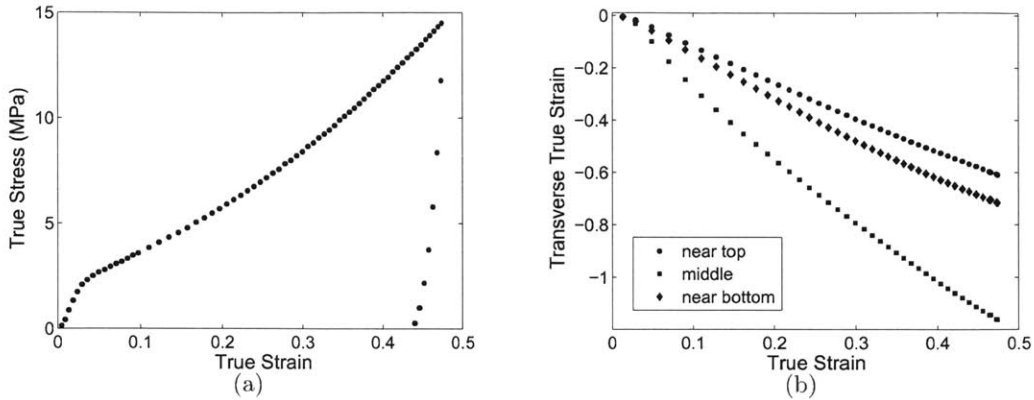 15
10
5
0
True Stress (MPa)
0 0.1 0.2 0.3 0.4 0.5
True Strain
(a)
0
−0.2
−0.4
−0.6
−0.8
−1
Transverse True Strain
near top
middle
near bottom
0 0.1 0.2 0.3 0.4 0.5
True Strain
(b)